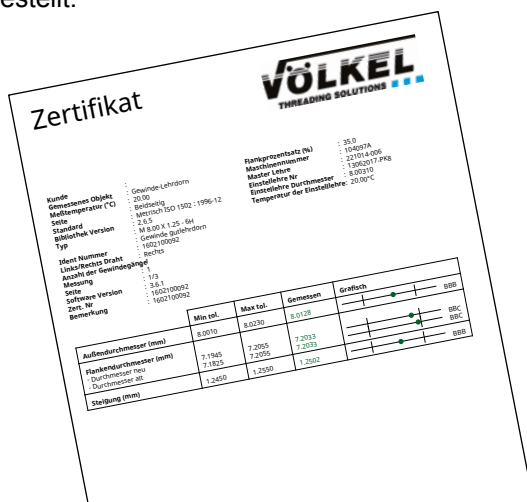 estellt.
VÖLKEL
THREADING SOLUTIONS
Zertifikat
Kunde :
Gemessenes Objekt : Gewinde-Lehrdorn
Meßtemperatur (°C) : 20.00
Seite : Beidseitig
Standard : Metrisch ISO 1502 : 1996-12
Bibliothek Version : 2.6.5
Typ : M 8.00 X 1.25 - 6H
: Gewinde gutlehrdorn
Ident Nummer : 1602100092
Links/Rechts Draht : Rechts
Anzahl der Gewindegänge : 1
Messung : 1
Seite : 1/3
Software Version : 3.6.1
Zert. Nr : 1602100092
Bemerkung : 1602100092
Flankprozentsatz (%) : 35.0
Maschinennummer : 104097A
Master Lehre : 221014-006
Einstellehre Nr : 13062017.PK8
Einstellehre Durchmesser : 8.00310
Temperatur der Einstelllehre: 20.00°C
Min tol. Max tol. Gemessen Grafisch
Außendurchmesser (mm) 8.0010 8.0230 8.0128 BBB
Flankendurchmesser (mm)
- Durchmesser neu 7.1945 7.2055 7.2033 BBC
- Durchmesser alt 7.1825 7.2055 7.2033 BBC
Steigung (mm) 1.2450 1.2550 1.2502 BBB